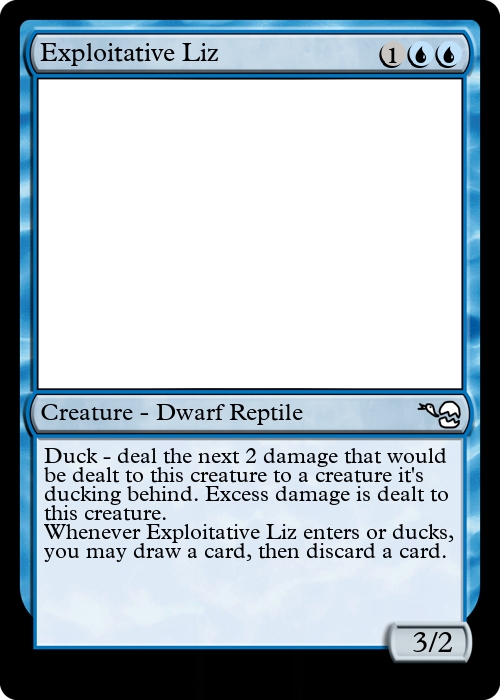 Exploitative Liz
1
Creature - Dwarf Reptile
Duck - deal the next 2 damage that would
be dealt to this creature to a creature it's
ducking behind. Excess damage is dealt to
this creature.
Whenever Exploitative Liz enters or ducks,
you may draw a card, then discard a card.
3/2